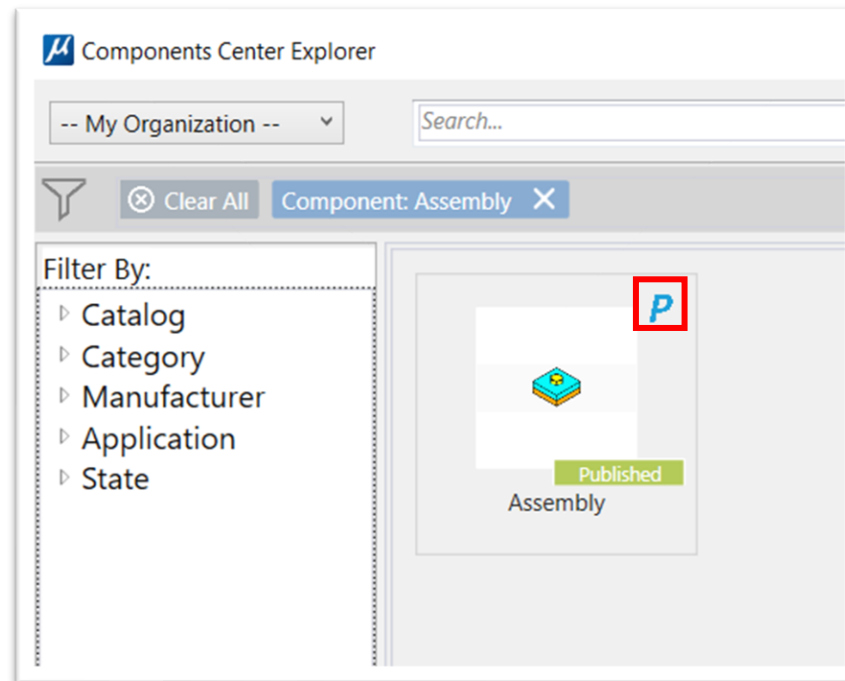 µ Components Center Explorer
-- My Organization --
Search...
Clear All
Component: Assembly
Filter By:
Catalog
Category
Manufacturer
Application
State
P
Published
Assembly